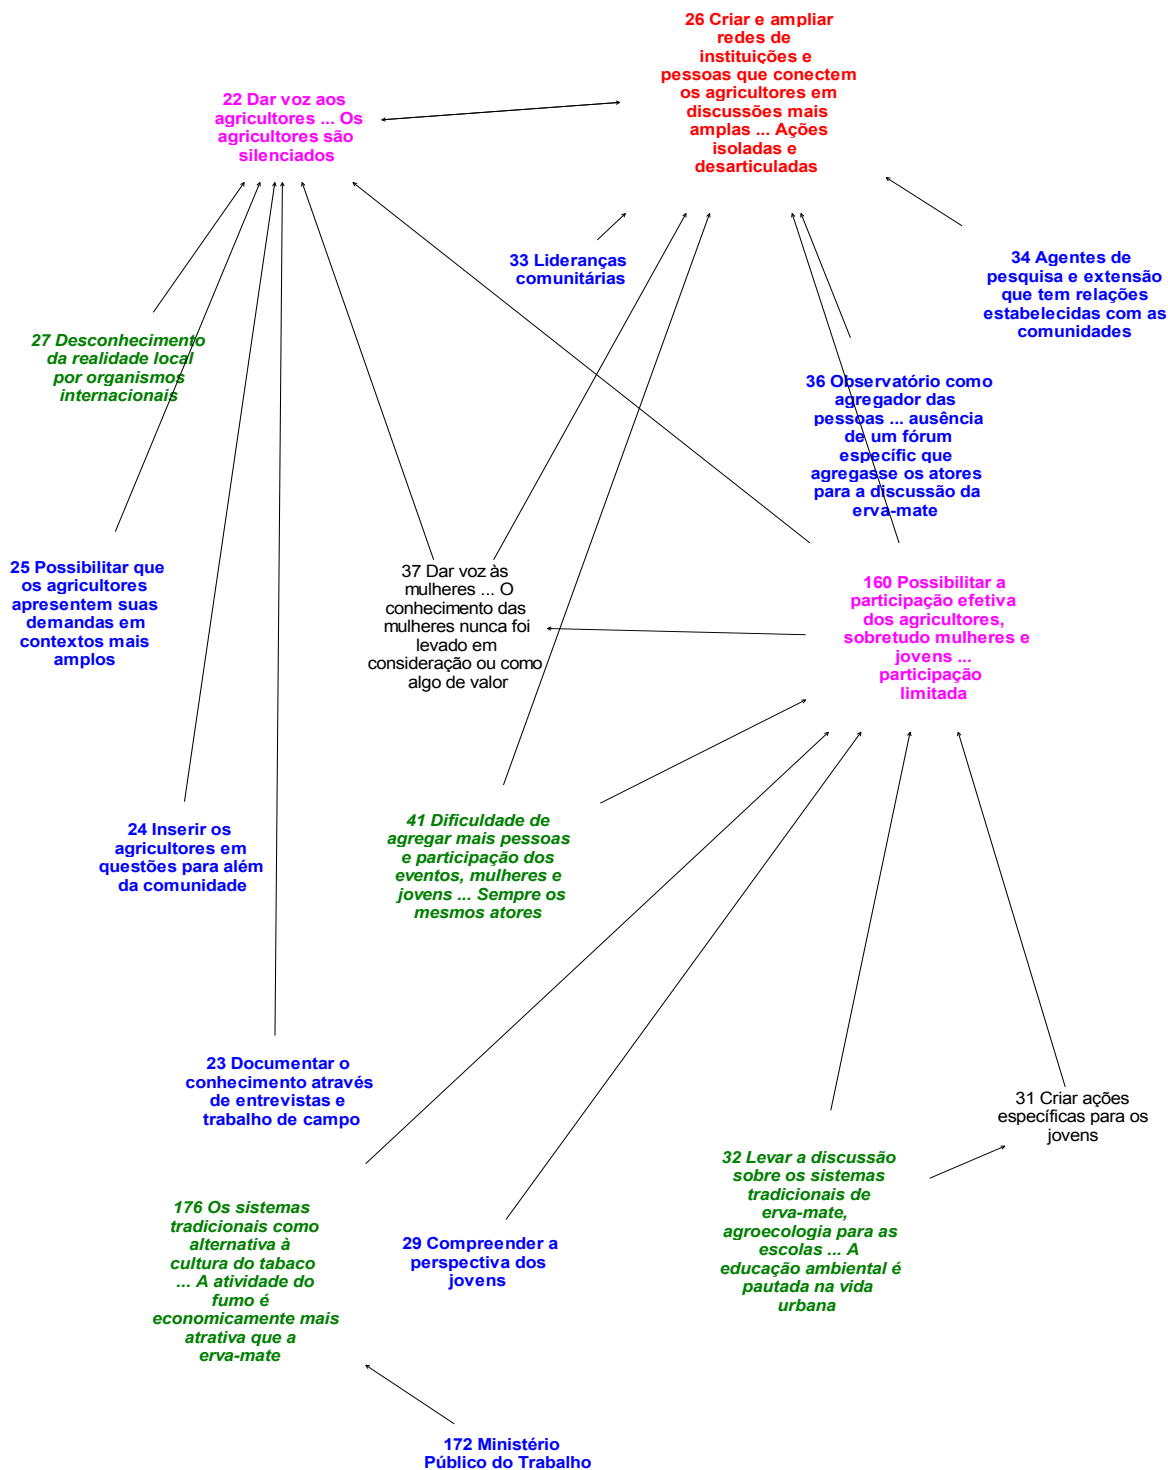 26 Criar e ampliar
redes de
instituições e
pessoas que conectem
os agricultores em
discussões mais
amplas ... Ações
isoladas e
desarticuladas
22 Dar voz aos
agricultores ... Os
agricultores são
silenciados
33 Lideranças
comunitárias
34 Agentes de
pesquisa e extensão
que tem relações
estabelecidas com as
comunidades
27 Desconhecimento
da realidade local
por organismos
internacionais
36 Observatório como
agregador das
pessoas ... ausência
de um fórum
específic que
agregasse os atores
para a discussão da
erva-mate
25 Possibilitar que
os agricultores
apresentem suas
demandas em
contextos mais
amplos
37 Dar voz às
mulheres ... O
conhecimento das
mulheres nunca foi
levado em
consideração ou como
algo de valor
160 Possibilitar a
participação efetiva
dos agricultores,
sobretudo mulheres e
jovens ...
participação
limitada
24 Inserir os
agricultores em
questões para além
da comunidade
41 Dificuldade de
agregar mais pessoas
e participação dos
eventos, mulheres e
jovens ... Sempre os
mesmos atores
23 Documentar o
conhecimento através
de entrevistas e
trabalho de campo
31 Criar ações
específicas para os
jovens
32 Levar a discussão
sobre os sistemas
tradicionais de
erva-mate,
agroecologia para as
escolas ... A
educação ambiental é
pautada na vida
urbana
176 Os sistemas
tradicionais como
alternativa à
cultura do tabaco
... A atividade do
fumo é
economicamente mais
atrativa que a
erva-mate
29 Compreender a
perspectiva dos
jovens
172 Ministério
Público do Trabalho